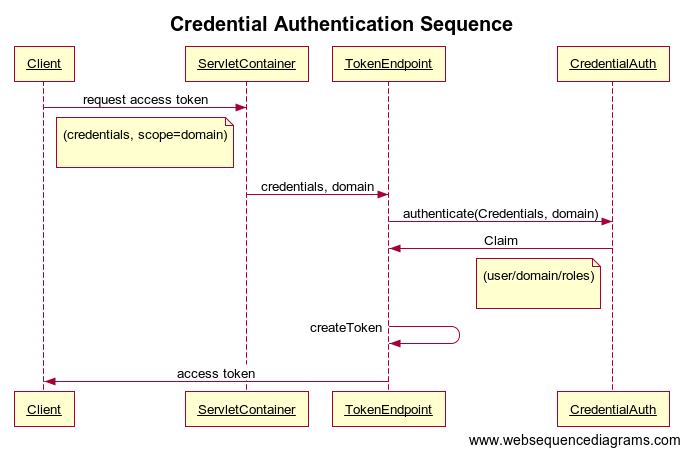 Credential Authentication Sequence
Client
ServletContainer
TokenEndpoint
CredentialAuth
request access token
(credentials, scope=domain)
credentials, domain
authenticate(Credentials, domain)
Claim
(user/domain/roles)
createToken
access token
Client
ServletContainer
TokenEndpoint
CredentialAuth
www.websequencediagrams.com